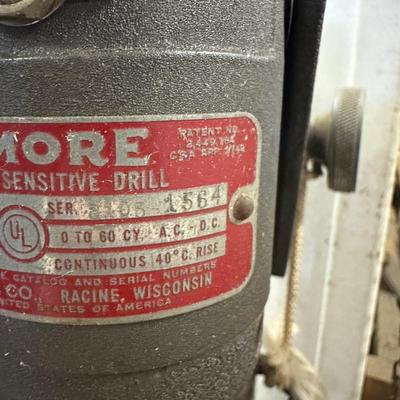 MORE
PATENT NO.
SENSITIVE-DRILL
SER. 1564
UL
0 TO 60 CY. - A.C. - D.C.
CONTINUOUS 40°C. RISE
E CATALOG AND SERIAL NUMBERS
CO., RACINE, WISCONSIN
UNITED STATES OF AMERICA